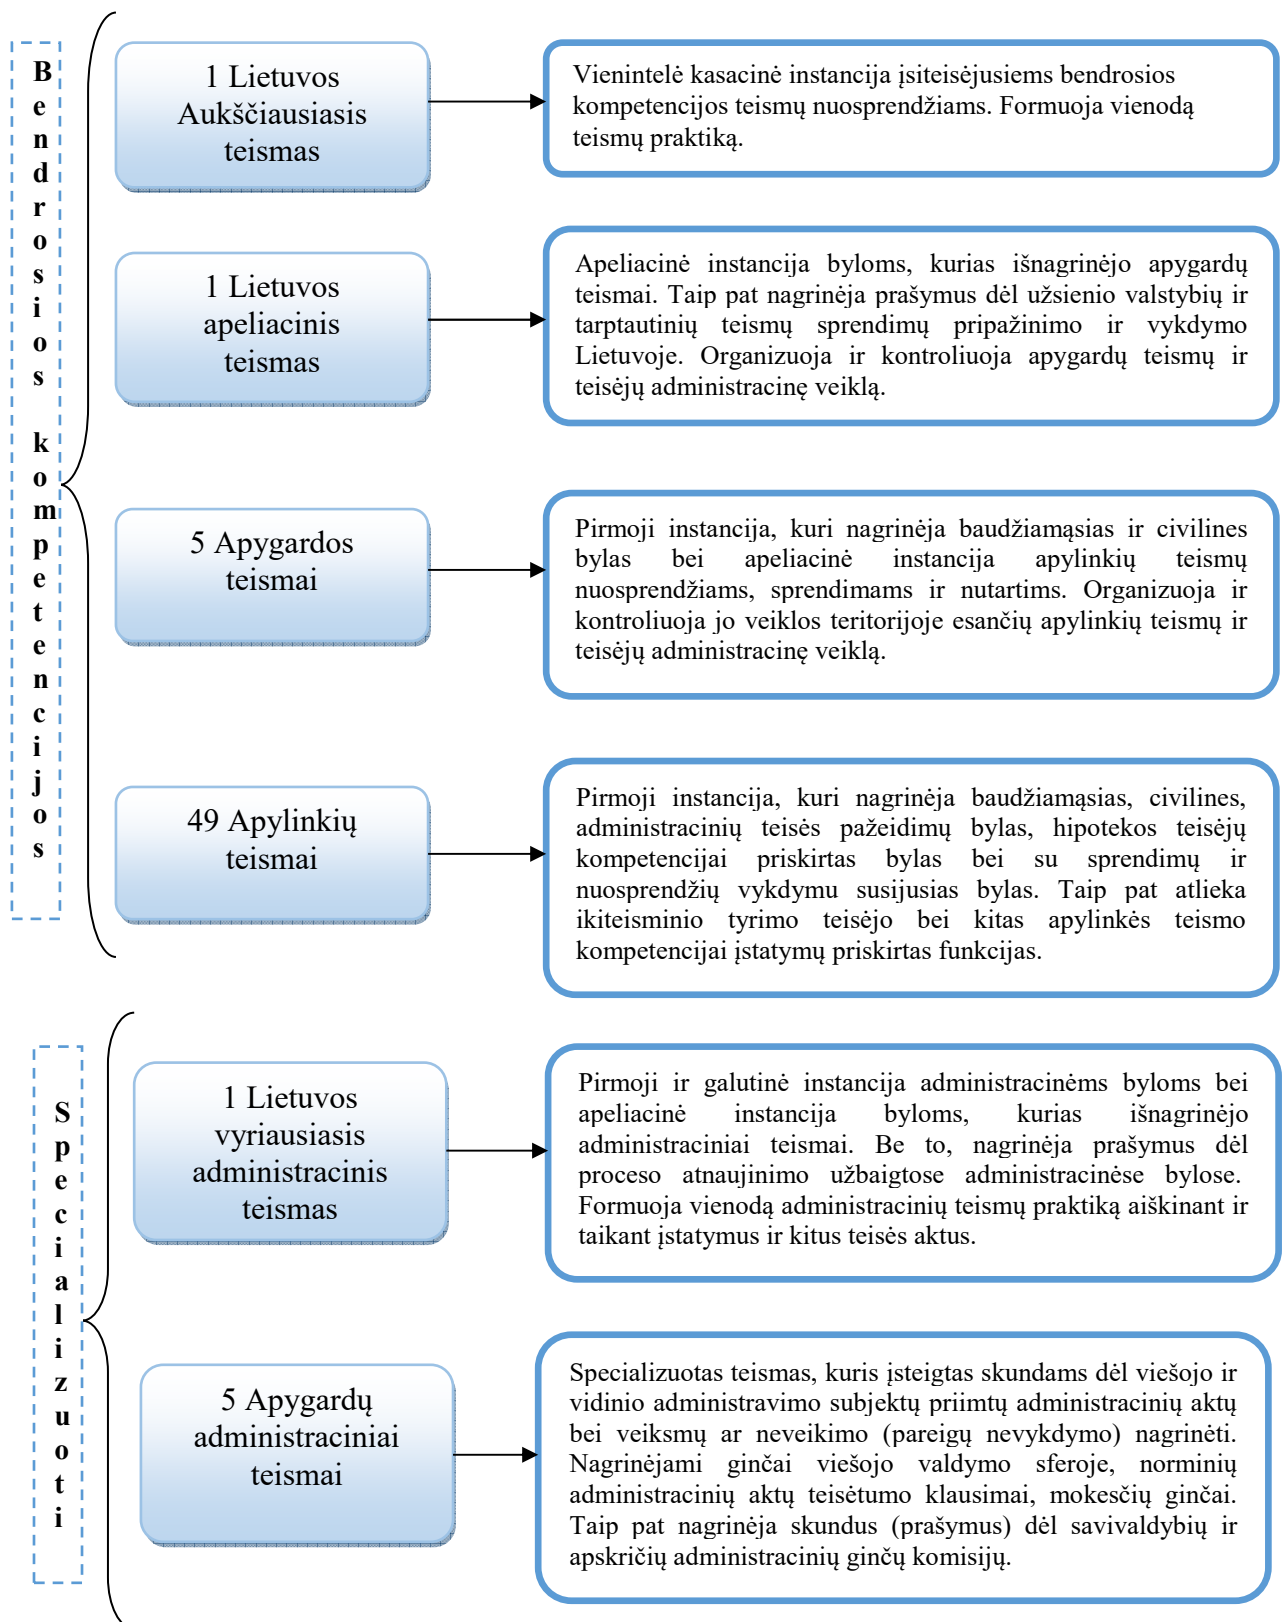 Bendrosios kompetencijos
1 Lietuvos
Aukščiausiasis
teismas
Vienintelė kasacinė instancija įsiteisėjusiems bendrosios
kompetencijos teismų nuosprendžiams. Formuoja vienodą
teismų praktiką.
1 Lietuvos
apeliacinis
teismas
Apeliacinė instancija byloms, kurias išnagrinėjo apygardų
teismai. Taip pat nagrinėja prašymus dėl užsienio valstybių ir
tarptautinių teismų sprendimų pripažinimo ir vykdymo
Lietuvoje. Organizuoja ir kontroliuoja apygardų teismų ir
teisėjų administracinę veiklą.
5 Apygardos
teismai
Pirmoji instancija, kuri nagrinėja baudžiamąsias ir civilines
bylas bei apeliacinė instancija apylinkių teismų
nuosprendžiams, sprendimams ir nutartims. Organizuoja ir
kontroliuoja jo veiklos teritorijoje esančių apylinkių teismų ir
teisėjų administracinę veiklą.
49 Apylinkių
teismai
Pirmoji instancija, kuri nagrinėja baudžiamąsias, civilines,
administracinių teisės pažeidimų bylas, hipotekos teisėjų
kompetencijai priskirtas bylas bei su sprendimų ir
nuosprendžių vykdymu susijusias bylas. Taip pat atlieka
ikiteisminio tyrimo teisėjo bei kitas apylinkės teismo
kompetencijai įstatymų priskirtas funkcijas.
Specializuoti
1 Lietuvos
vyriausiasis
administracinis
teismas
Pirmoji ir galutinė instancija administracinėms byloms bei
apeliacinė instancija byloms, kurias išnagrinėjo
administraciniai teismai. Be to, nagrinėja prašymus dėl
proceso atnaujinimo užbaigtose administracinėse bylose.
Formuoja vienodą administracinių teismų praktiką aiškinant ir
taikant įstatymus ir kitus teisės aktus.
5 Apygardų
administraciniai
teismai
Specializuotas teismas, kuris įsteigtas skundams dėl viešojo ir
vidinio administravimo subjektų priimtų administracinių aktų
bei veiksmų ar neveikimo (pareigų nevykdymo) nagrinėti.
Nagrinėjami ginčai viešojo valdymo sferoje, norminių
administracinių aktų teisėtumo klausimai, mokesčių ginčai.
Taip pat nagrinėja skundus (prašymus) dėl savivaldybių ir
apskričių administracinių ginčų komisijų.